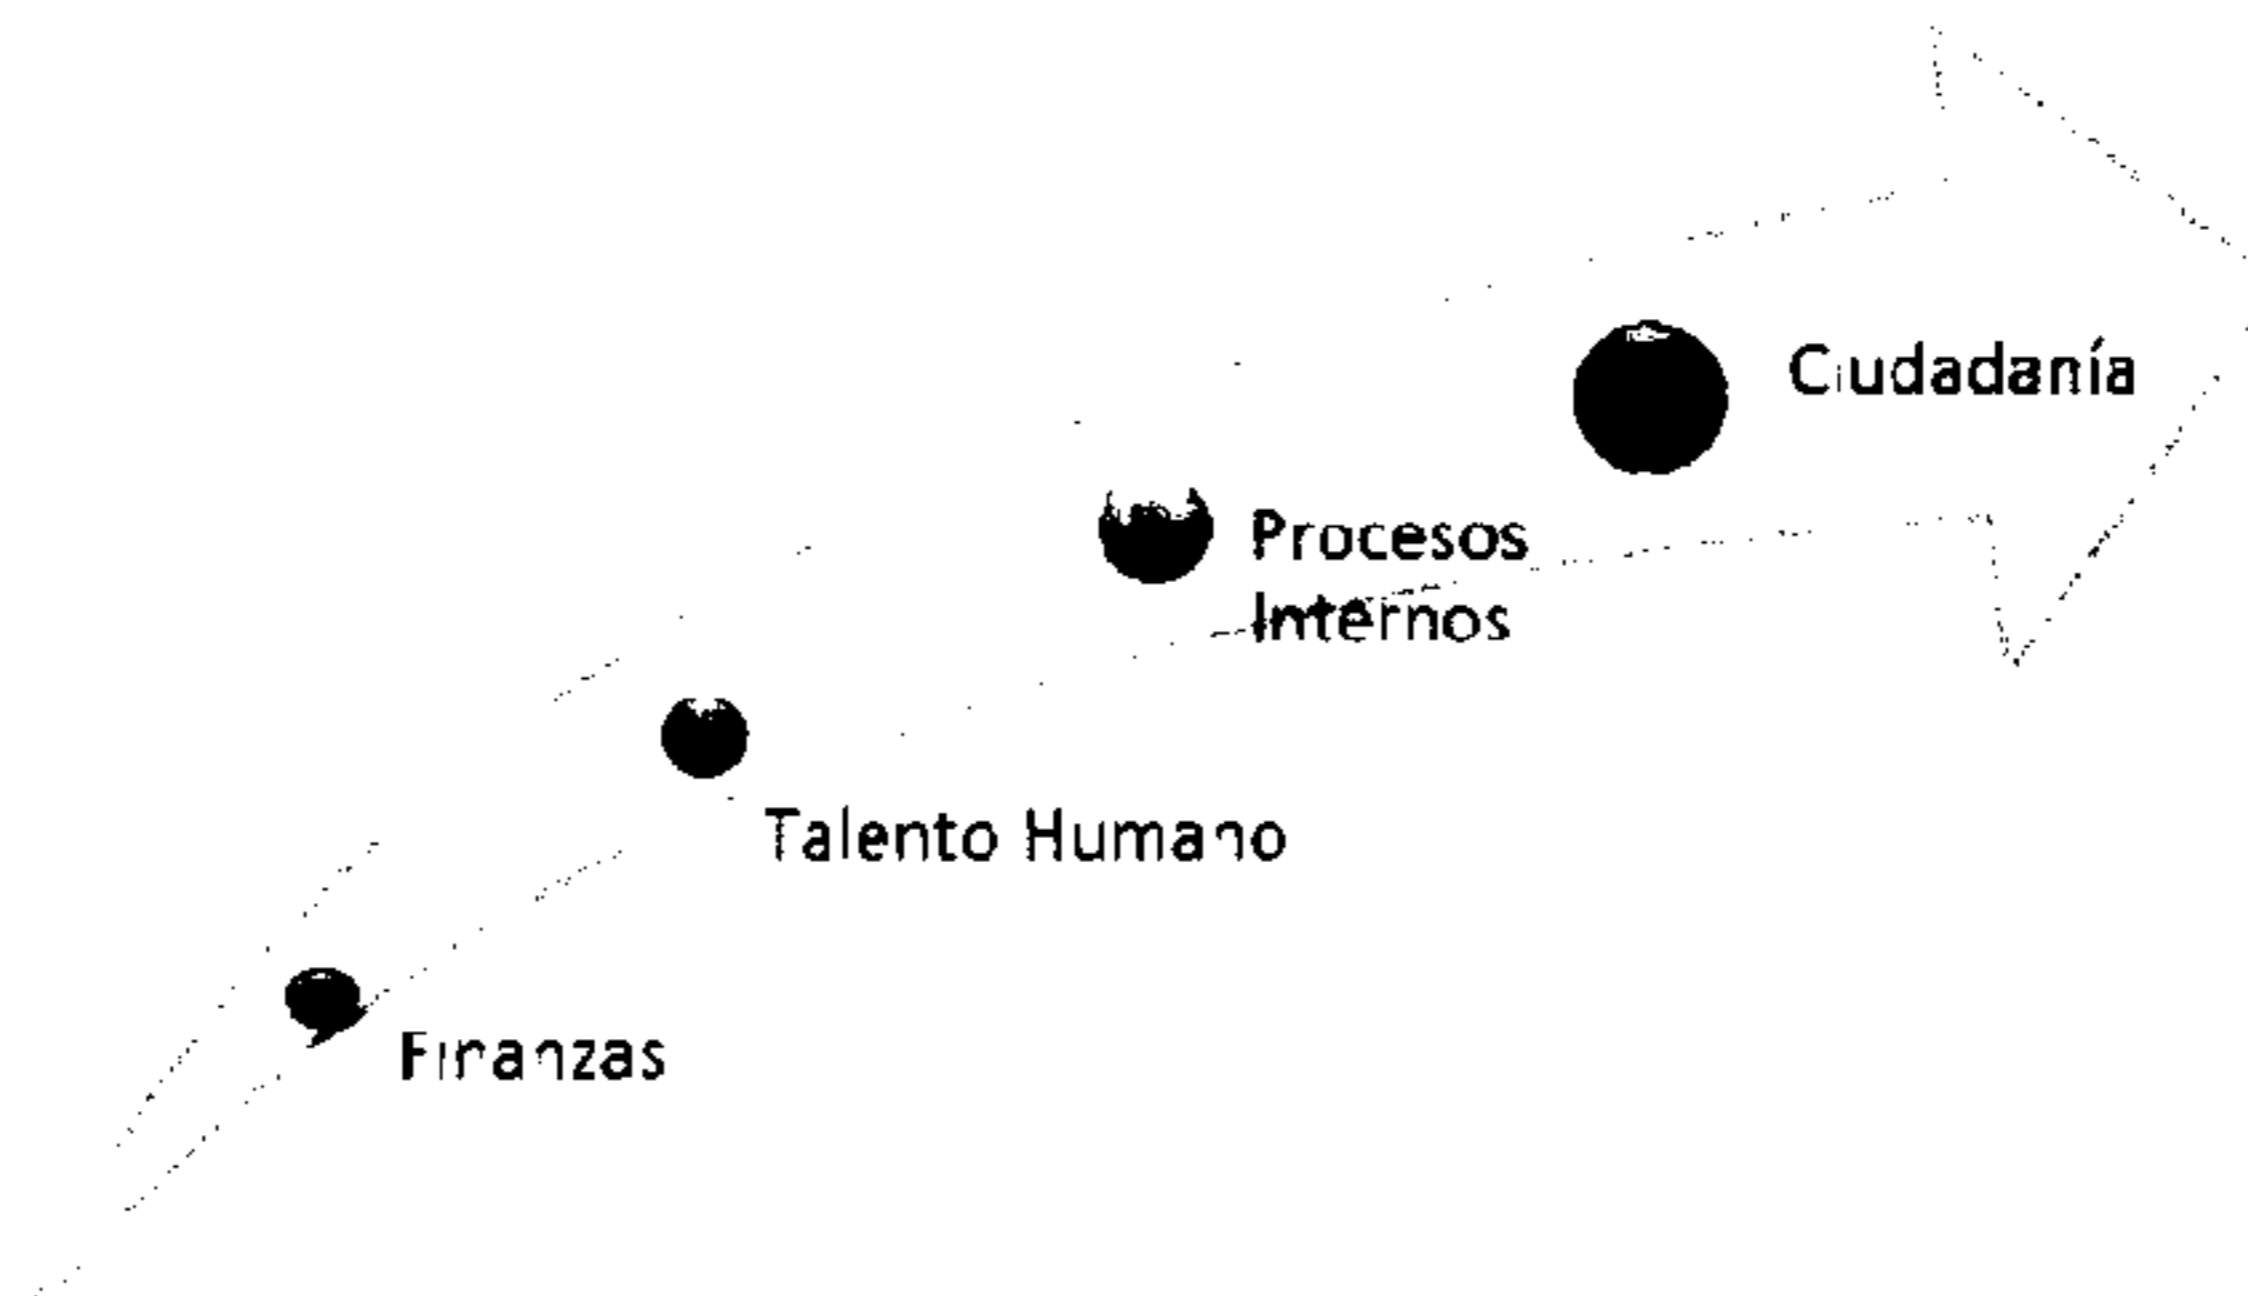 Ciudadanía
Procesos
Internos
Talento Humano
Finanzas